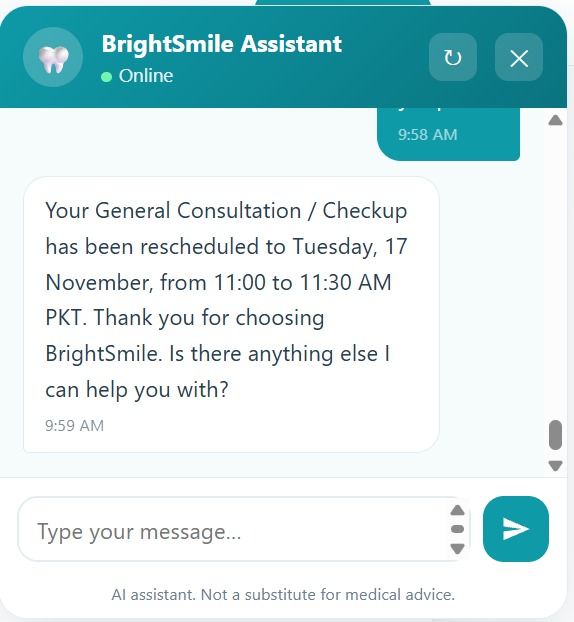 BrightSmile Assistant
Online
9:58 AM
Your General Consultation / Checkup
has been rescheduled to Tuesday, 17
November, from 11:00 to 11:30 AM
PKT. Thank you for choosing
BrightSmile. Is there anything else I
can help you with?
9:59 AM
Type your message...
AI assistant. Not a substitute for medical advice.